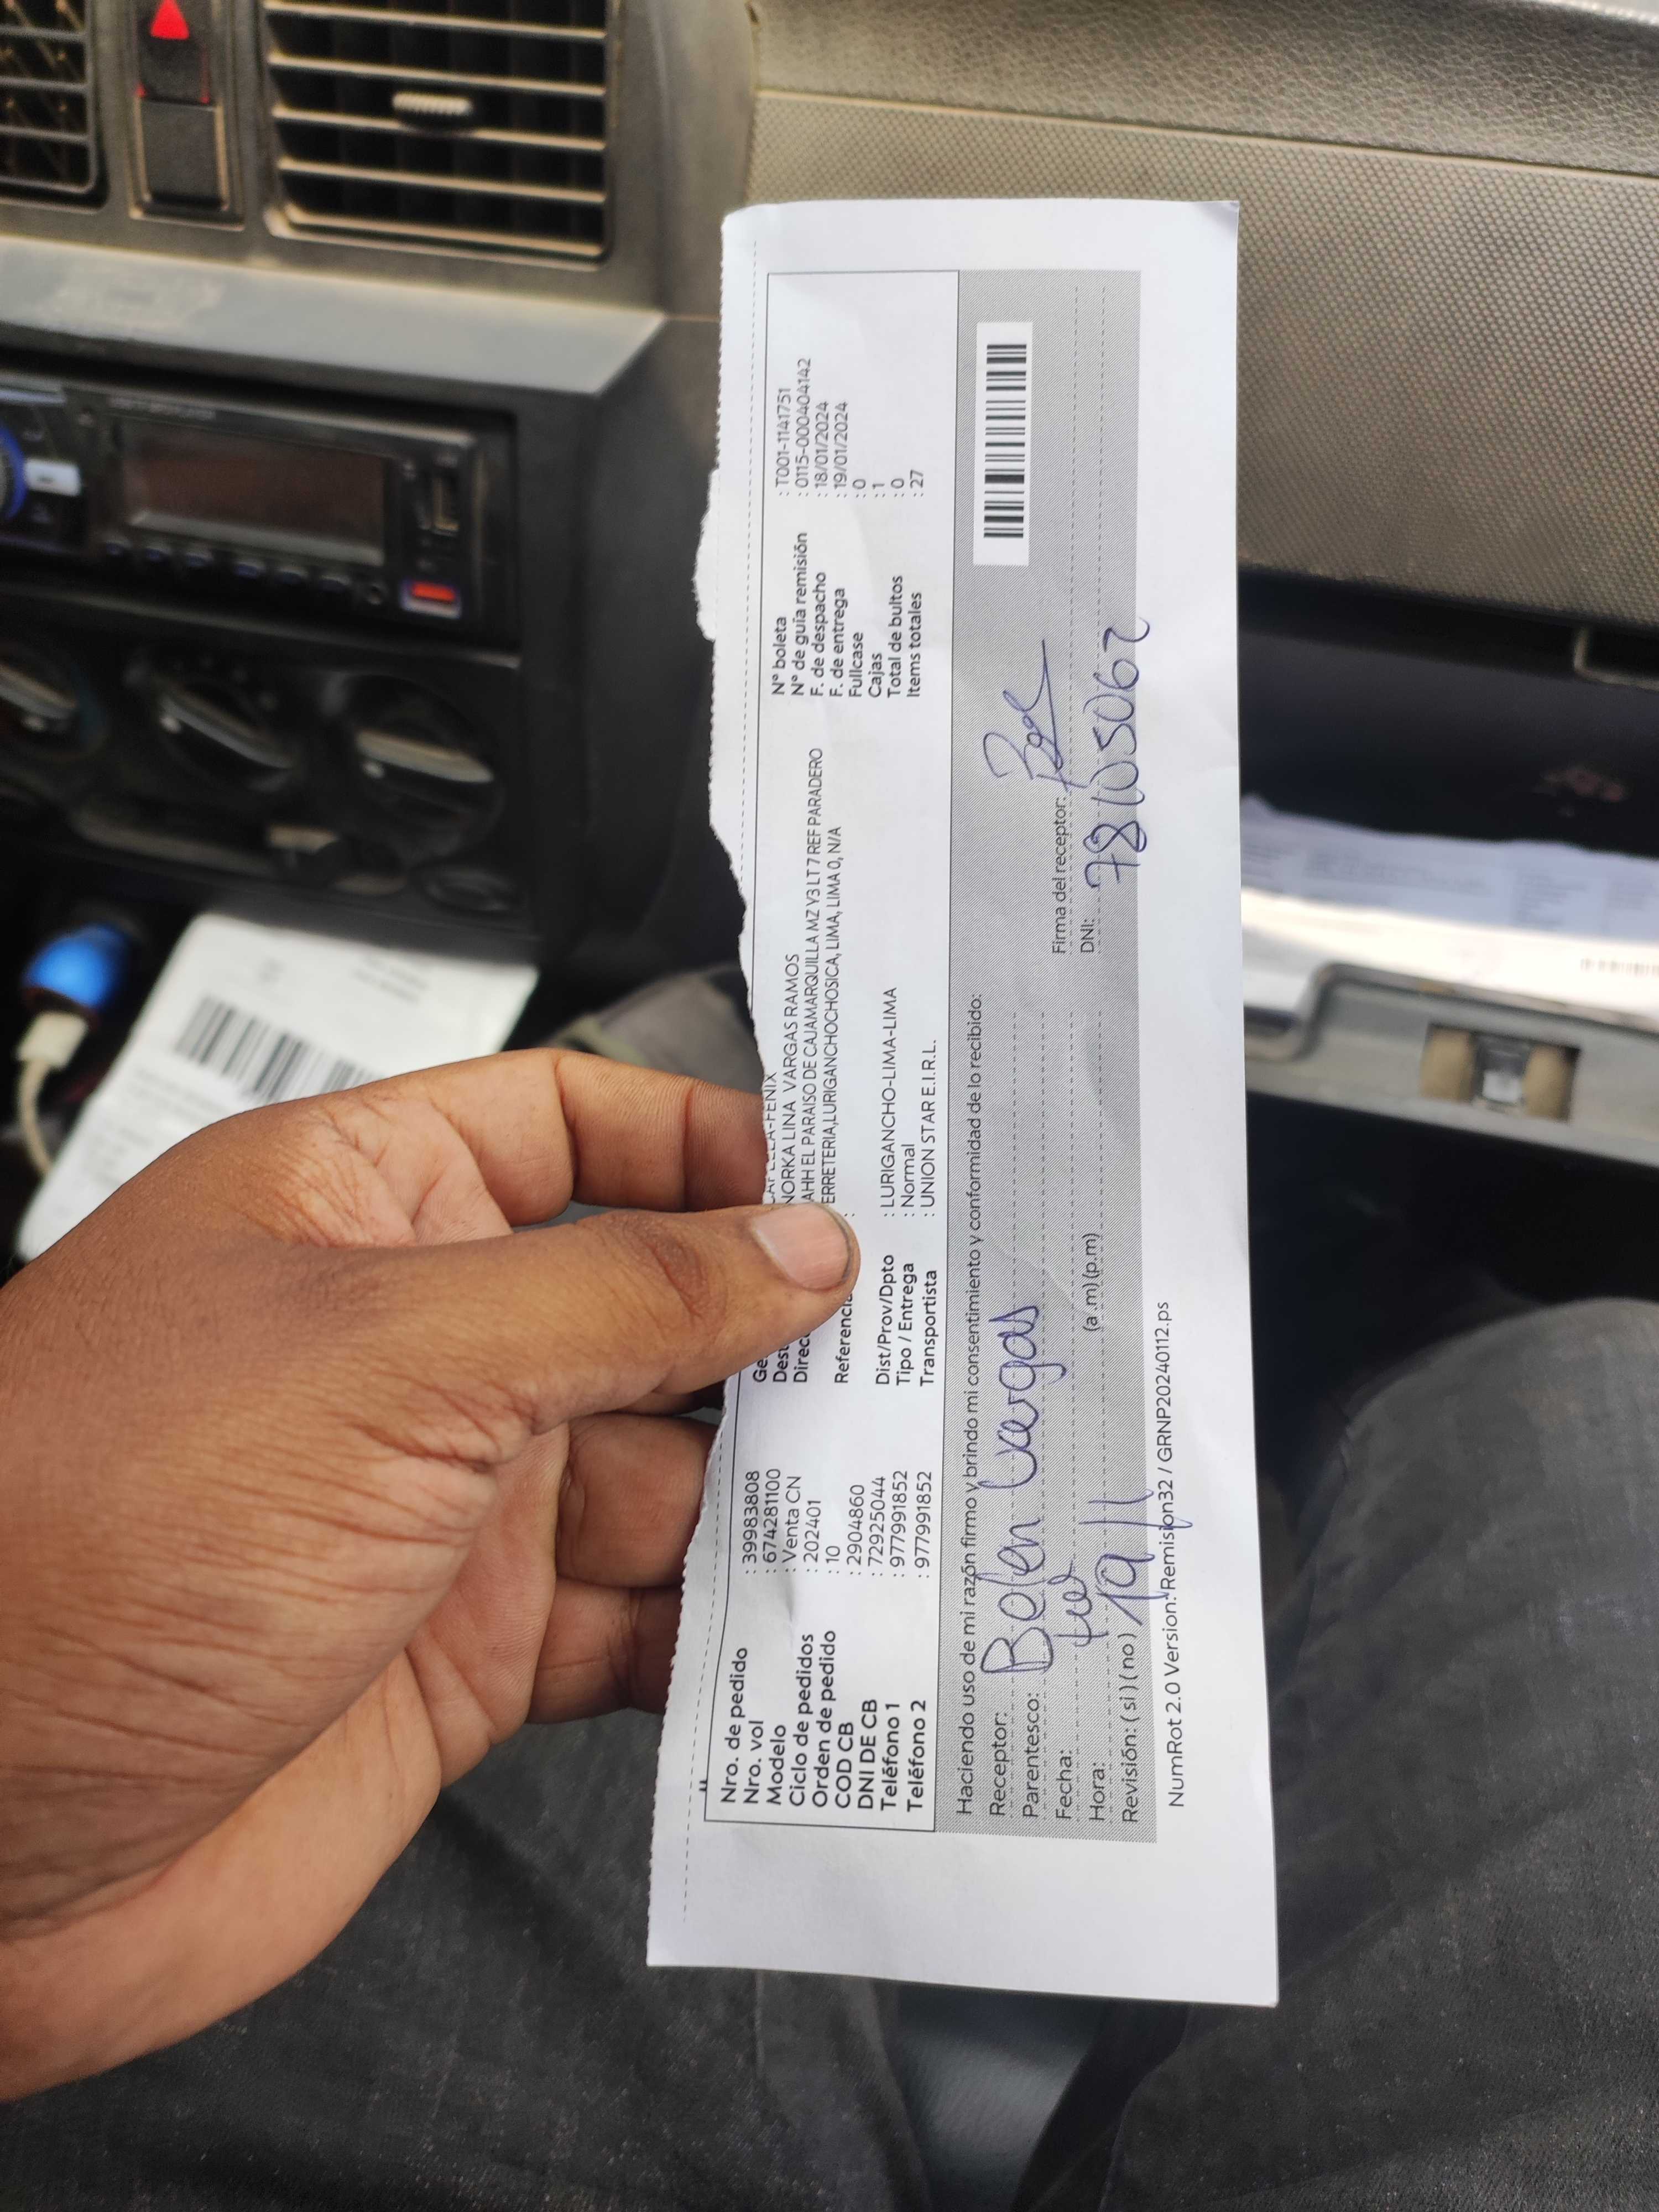 Nro. de pedido : 39983808
Nro. vol : 674281100
Modelo : Venta CN
Ciclo de pedidos : 202401
Orden de pedido : 10
COD CB : 2904860
DNI DE CB : 72925044
Teléfono 1 : 977991852
Teléfono 2 : 977991852
NORKA LINA VARGAS RAMOS
AHH EL PARAISO DE CAJAMARQUILLA MZ V3 LT 7 REF PARADERO
ERRETERIA,LURIGANCHOCHOSICA, LIMA, LIMA 0, N/A
Referencia :
Dist/Prov/Dpto : LURIGANCHO-LIMA-LIMA
Tipo / Entrega : Normal
Transportista : UNION STAR E.I.R.L.
N° boleta : T001-1141751
N° de guía remisión : 0115-000404142
F. de despacho : 18/01/2024
F. de entrega : 19/01/2024
Fullcase : 0
Cajas : 1
Total de bultos : 0
Items totales : 27
Haciendo uso de mi razón firmo y brindo mi consentimiento y conformidad de lo recibido:
Receptor: Belen Vargas
Parentesco:
Fecha:
Hora: 19/1 (a .m) (p.m)
Revisión: ( si ) ( no )
Firma del receptor:
DNI: 78105062
NumRot 2.0 Version: Remision32 / GRNP20240112.ps